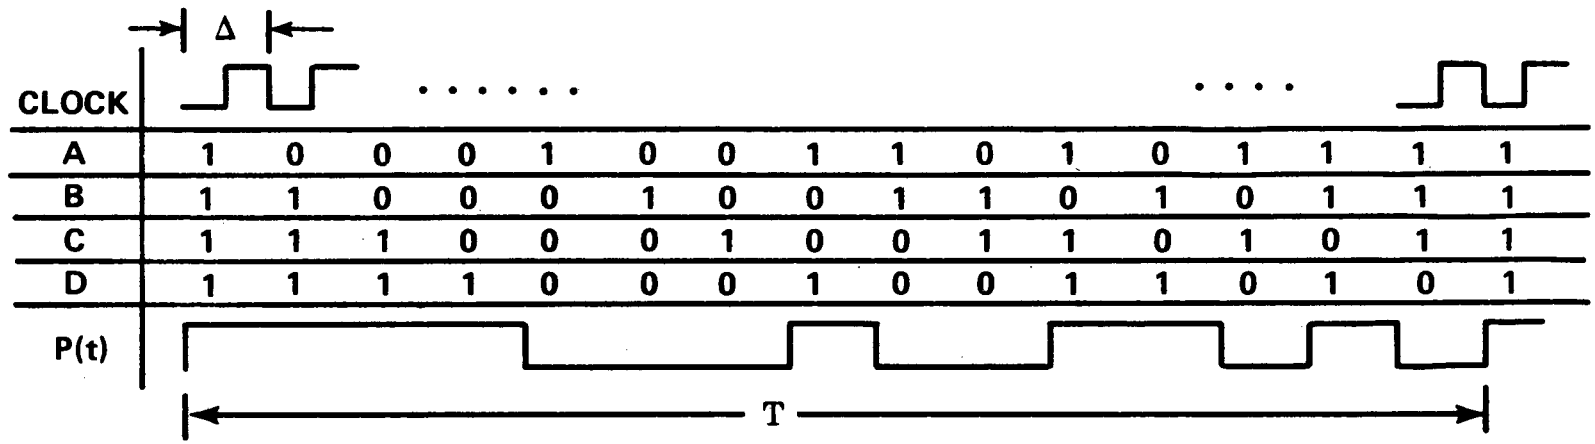 Δ
CLOCK
A 1 0 0 0 1 0 0 1 1 0 1 0 1 1 1 1
B 1 1 0 0 0 1 0 0 1 1 0 1 0 1 1 1
C 1 1 1 0 0 0 1 0 0 1 1 0 1 0 1 1
D 1 1 1 1 0 0 0 1 0 0 1 1 0 1 0 1
P(t)
T